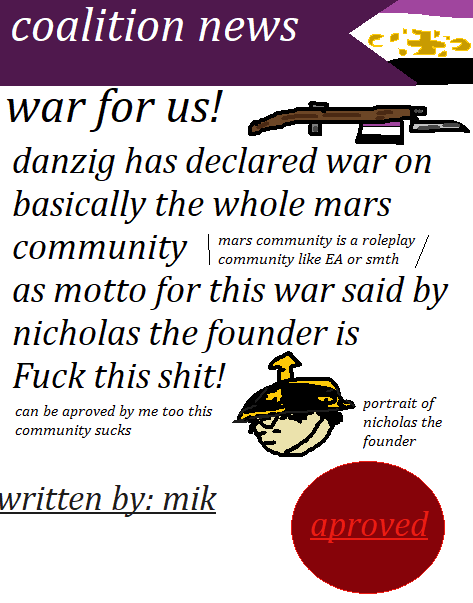 coalition news
war for us!
danzig has declared war on
basically the whole mars
community
mars community is a roleplay
community like EA or smth
as motto for this war said by
nicholas the founder is
Fuck this shit!
can be aproved by me too this
community sucks
portrait of
nicholas the
founder
written by: mik
aproved